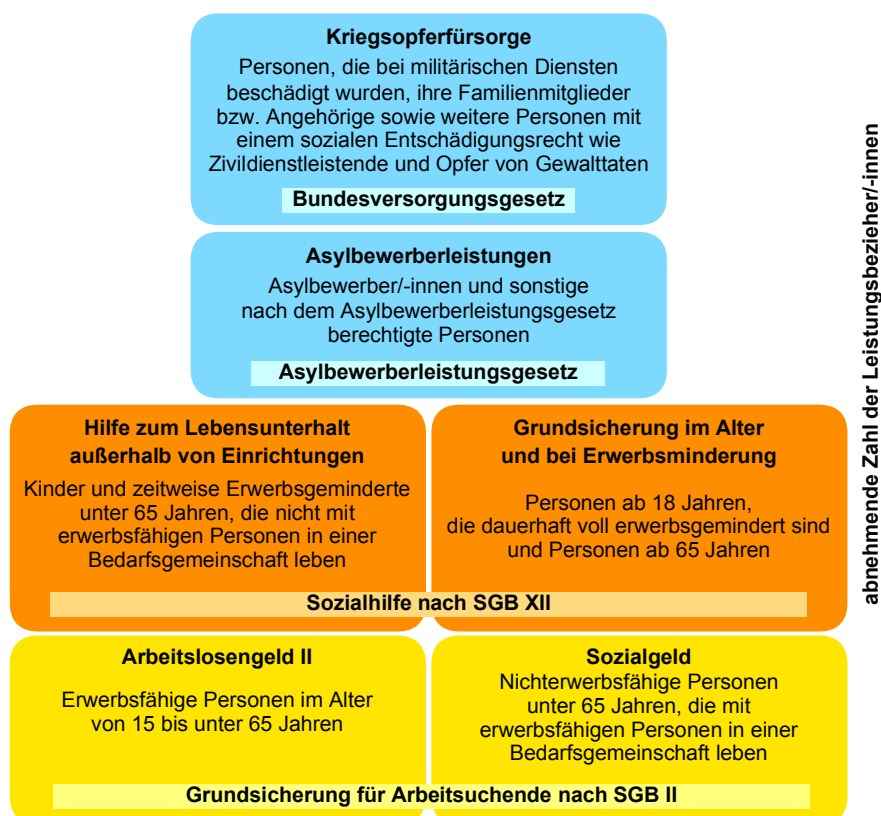 Kriegsopferfürsorge
Personen, die bei militärischen Diensten
beschädigt wurden, ihre Familienmitglieder
bzw. Angehörige sowie weitere Personen mit
einem sozialen Entschädigungsrecht wie
Zivildienstleistende und Opfer von Gewalttaten
Bundesversorgungsgesetz
Asylbewerberleistungen
Asylbewerber/-innen und sonstige
nach dem Asylbewerberleistungsgesetz
berechtigte Personen
Asylbewerberleistungsgesetz
Hilfe zum Lebensunterhalt
außerhalb von Einrichtungen
Kinder und zeitweise Erwerbsgeminderte
unter 65 Jahren, die nicht mit
erwerbsfähigen Personen in einer
Bedarfsgemeinschaft leben
Grundsicherung im Alter
und bei Erwerbsminderung
Personen ab 18 Jahren,
die dauerhaft voll erwerbsgemindert sind
und Personen ab 65 Jahren
Sozialhilfe nach SGB XII
Arbeitslosengeld II
Erwerbsfähige Personen im Alter
von 15 bis unter 65 Jahren
Sozialgeld
Nichterwerbsfähige Personen
unter 65 Jahren, die mit
erwerbsfähigen Personen in einer
Bedarfsgemeinschaft leben
Grundsicherung für Arbeitsuchende nach SGB II
abnehmende Zahl der Leistungsbezieher/-innen